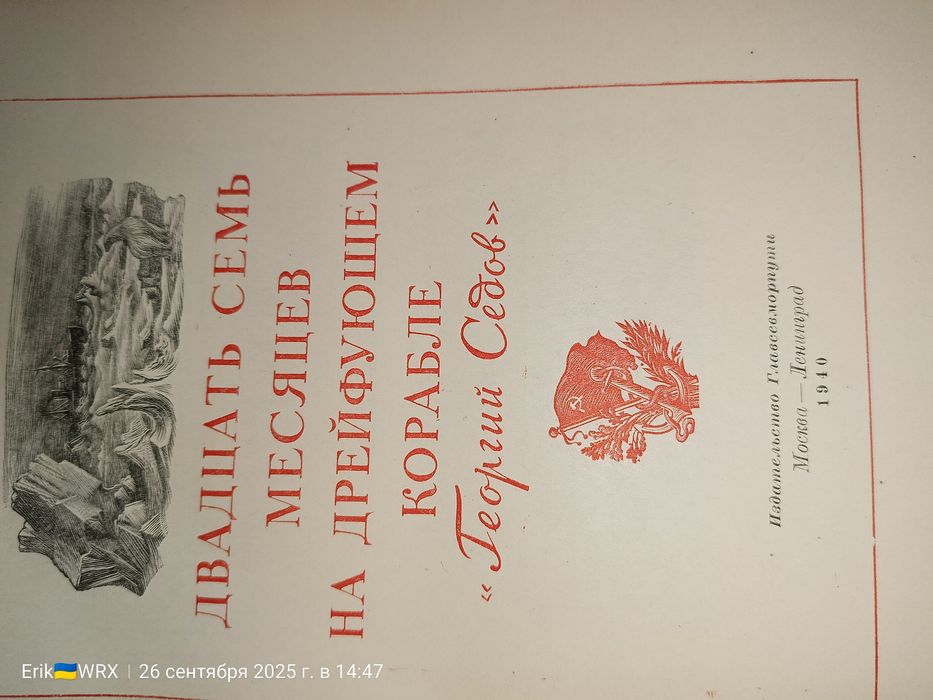 ДВАДЦАТЬ СЕМЬ
МЕСЯЦЕВ
НА ДРЕЙФУЮЩЕМ
КОРАБЛЕ
«Георгий Седов»
Издательство Главсевморпути
Москва — Ленинград
1940
Erik🇺🇦WRX | 26 сентября 2025 г. в 14:47